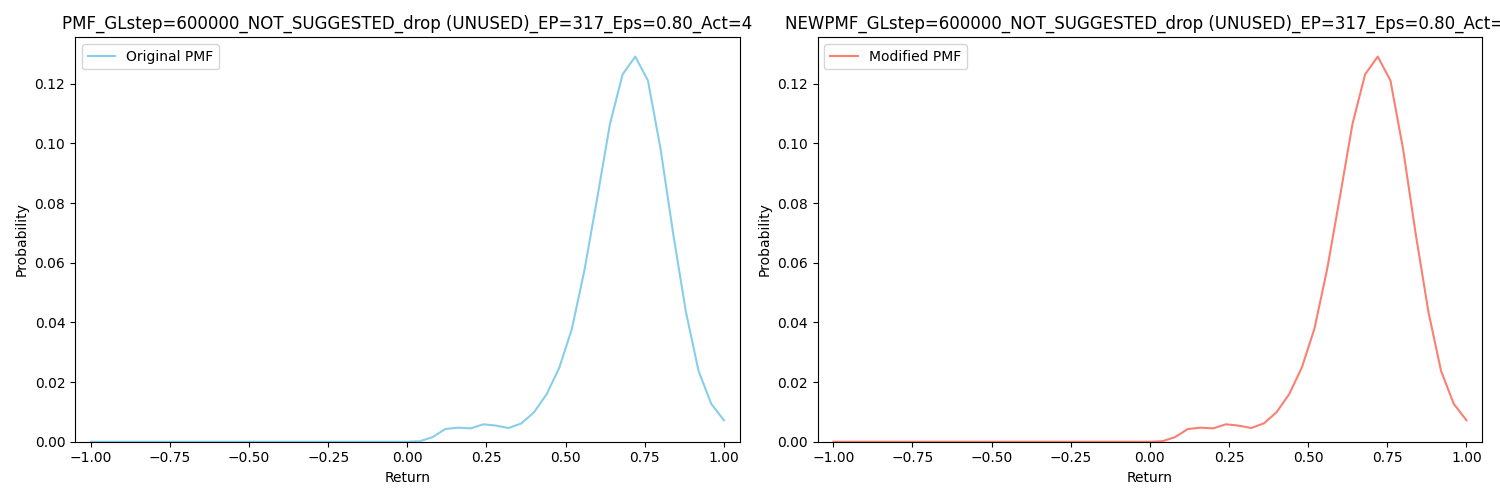 PMF_GLstep=600000_NOT_SUGGESTED_drop (UNUSED)_EP=317_Eps=0.80_Act=4
Original PMF
0.12
0.10
0.08
0.06
0.04
0.02
0.00
Probability
−1.00 −0.75 −0.50 −0.25 0.00 0.25 0.50 0.75 1.00
Return
NEWPMF_GLstep=600000_NOT_SUGGESTED_drop (UNUSED)_EP=317_Eps=0.80_Act=
Modified PMF
0.12
0.10
0.08
0.06
0.04
0.02
0.00
Probability
−1.00 −0.75 −0.50 −0.25 0.00 0.25 0.50 0.75 1.00
Return